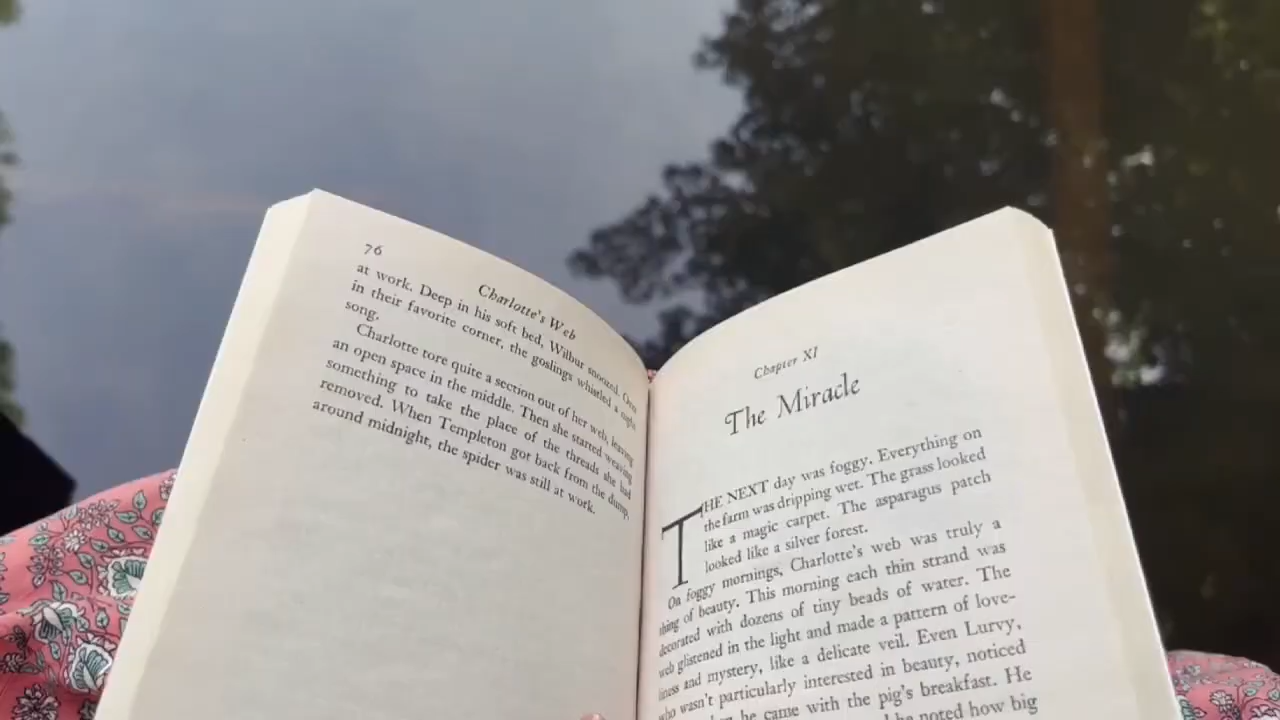 76
Charlotte's Web
at work. Deep in his soft bed, Wilbur snoozed. Over
in their favorite corner, the goslings whistled a night
song.
Charlotte tore quite a section out of her web, leaving
an open space in the middle. Then she started weaving
something to take the place of the threads she had
removed. When Templeton got back from the dump,
around midnight, the spider was still at work.
Chapter XI
The Miracle
THE NEXT day was foggy. Everything on
the farm was dripping wet. The grass looked
like a magic carpet. The asparagus patch
looked like a silver forest.
On foggy mornings, Charlotte's web was truly a
thing of beauty. This morning each thin strand was
decorated with dozens of tiny beads of water. The
web glistened in the light and made a pattern of love-
liness and mystery, like a delicate veil. Even Lurvy,
who wasn't particularly interested in beauty, noticed
he came with the pig's breakfast. He
he noted how big